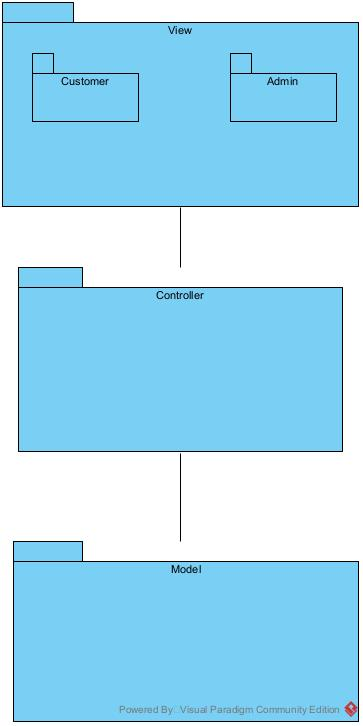 View
Customer
Admin
Controller
Model
Powered By: Visual Paradigm Community Edition